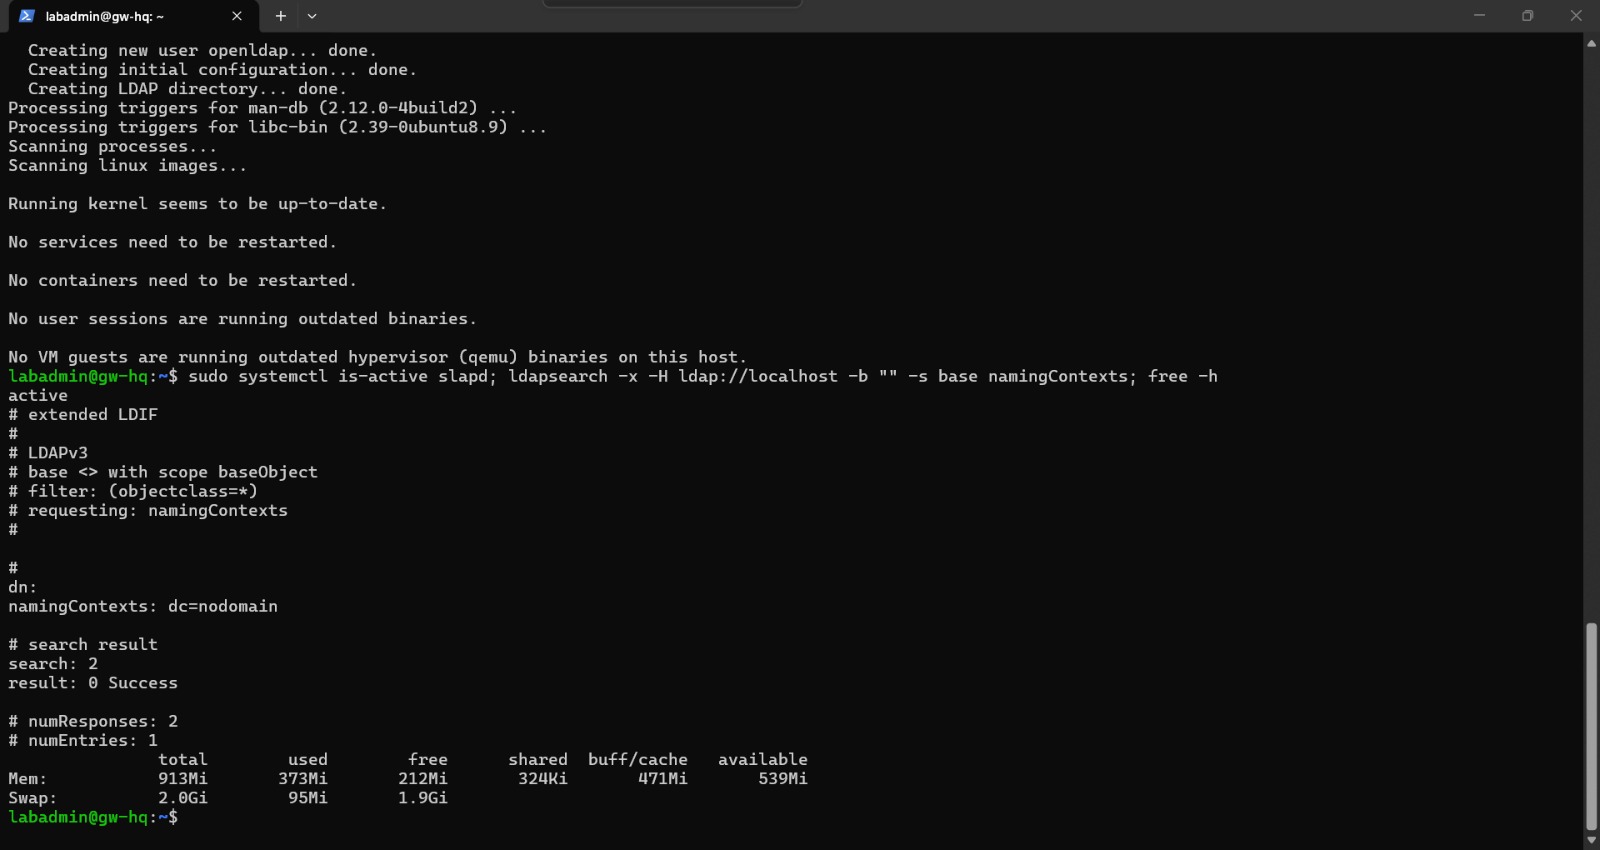 labadmin@gw-hq: ~
Creating new user openldap... done.
Creating initial configuration... done.
Creating LDAP directory... done.
Processing triggers for man-db (2.12.0-4build2) ...
Processing triggers for libc-bin (2.39-0ubuntu8.9) ...
Scanning processes...
Scanning linux images...
Running kernel seems to be up-to-date.
No services need to be restarted.
No containers need to be restarted.
No user sessions are running outdated binaries.
No VM guests are running outdated hypervisor (qemu) binaries on this host.
labadmin@gw-hq:~$ sudo systemctl is-active slapd; ldapsearch -x -H ldap://localhost -b "" -s base namingContexts; free -h
active
# extended LDIF
#
# LDAPv3
# base <> with scope baseObject
# filter: (objectclass=*)
# requesting: namingContexts
#
#
dn:
namingContexts: dc=nodomain
# search result
search: 2
result: 0 Success
# numResponses: 2
# numEntries: 1
total used free shared buff/cache available
Mem: 913Mi 373Mi 212Mi 324Ki 471Mi 539Mi
Swap: 2.0Gi 95Mi 1.9Gi
labadmin@gw-hq:~$